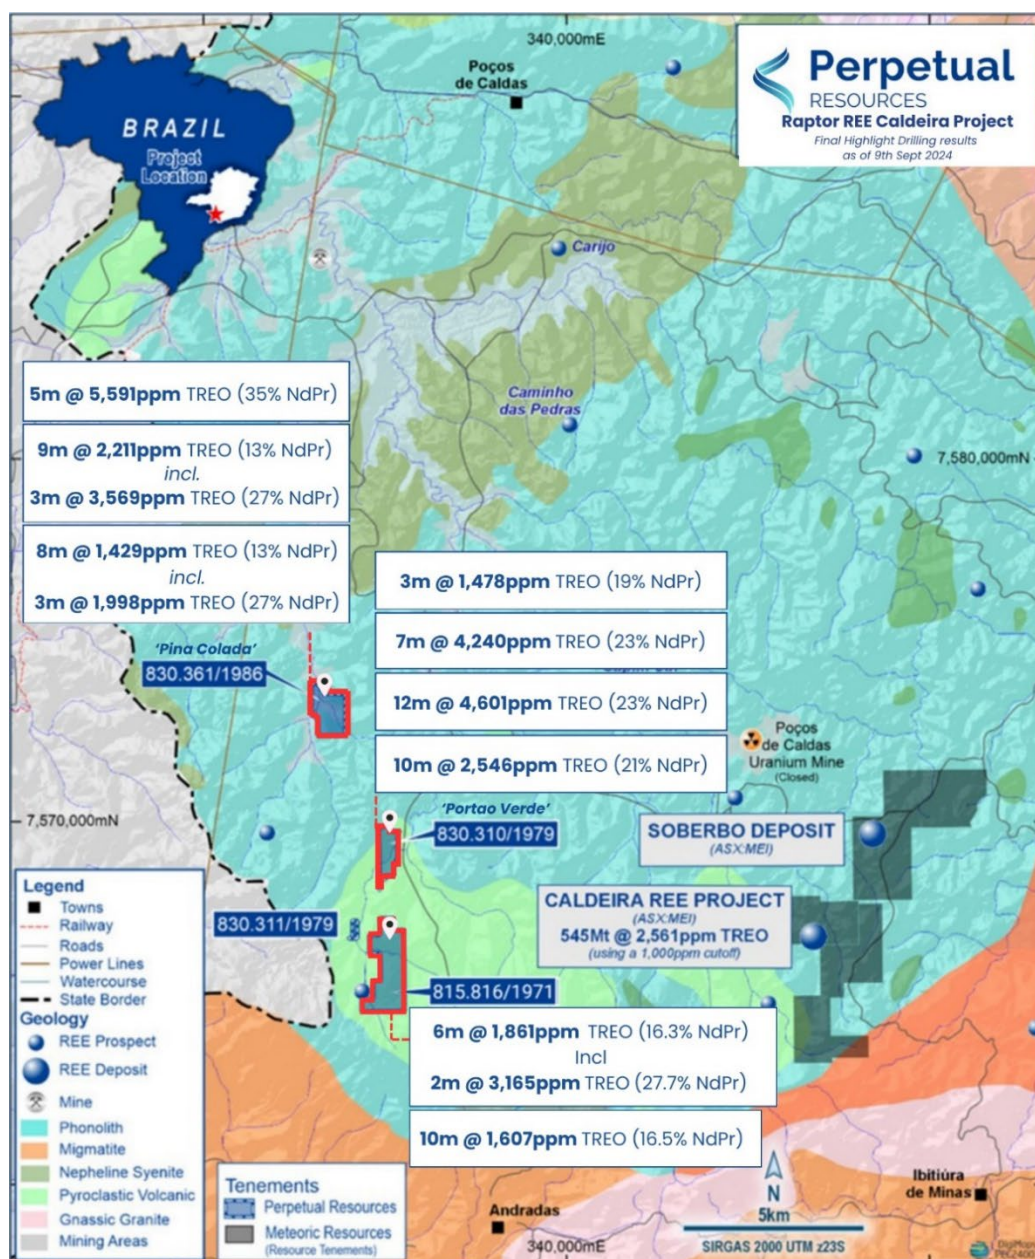 340,000mE
Poços
de Caldas
Perpetual
RESOURCES
Raptor REE Caldeira Project
Final Highlight Drilling results
as of 9th Sept 2024
BRAZIL
Project
Location
Carijo
Caminho
das Pedras
7,580,000mN
5m @ 5,591ppm TREO (35% NdPr)
9m @ 2,211ppm TREO (13% NdPr)
incl.
3m @ 3,569ppm TREO (27% NdPr)
8m @ 1,429ppm TREO (13% NdPr)
incl.
3m @ 1,998ppm TREO (27% NdPr)
3m @ 1,478ppm TREO (19% NdPr)
7m @ 4,240ppm TREO (23% NdPr)
12m @ 4,601ppm TREO (23% NdPr)
10m @ 2,546ppm TREO (21% NdPr)
'Pina Colada'
830.361/1986
Poços
de Caldas
Uranium Mine
(Closed)
7,570,000mN
'Portao Verde'
830.310/1979
SOBERBO DEPOSIT
(ASX:MEI)
CALDEIRA REE PROJECT
(ASX:MEI)
545Mt @ 2,561ppm TREO
(using a 1,000ppm cutoff)
830.311/1979
815.816/1971
6m @ 1,861ppm TREO (16.3% NdPr)
Incl
2m @ 3,165ppm TREO (27.7% NdPr)
10m @ 1,607ppm TREO (16.5% NdPr)
Legend
Towns
Railway
Roads
Power Lines
Watercourse
State Border
Geology
REE Prospect
REE Deposit
Mine
Phonolith
Migmatite
Nepheline Syenite
Pyroclastic Volcanic
Gnassic Granite
Mining Areas
Tenements
Perpetual Resources
Meteoric Resources
(Resource Tenements)
Andradas
Ibitiúra
de Minas
N
5km
SIRGAS 2000 UTM z23S
340,000mE